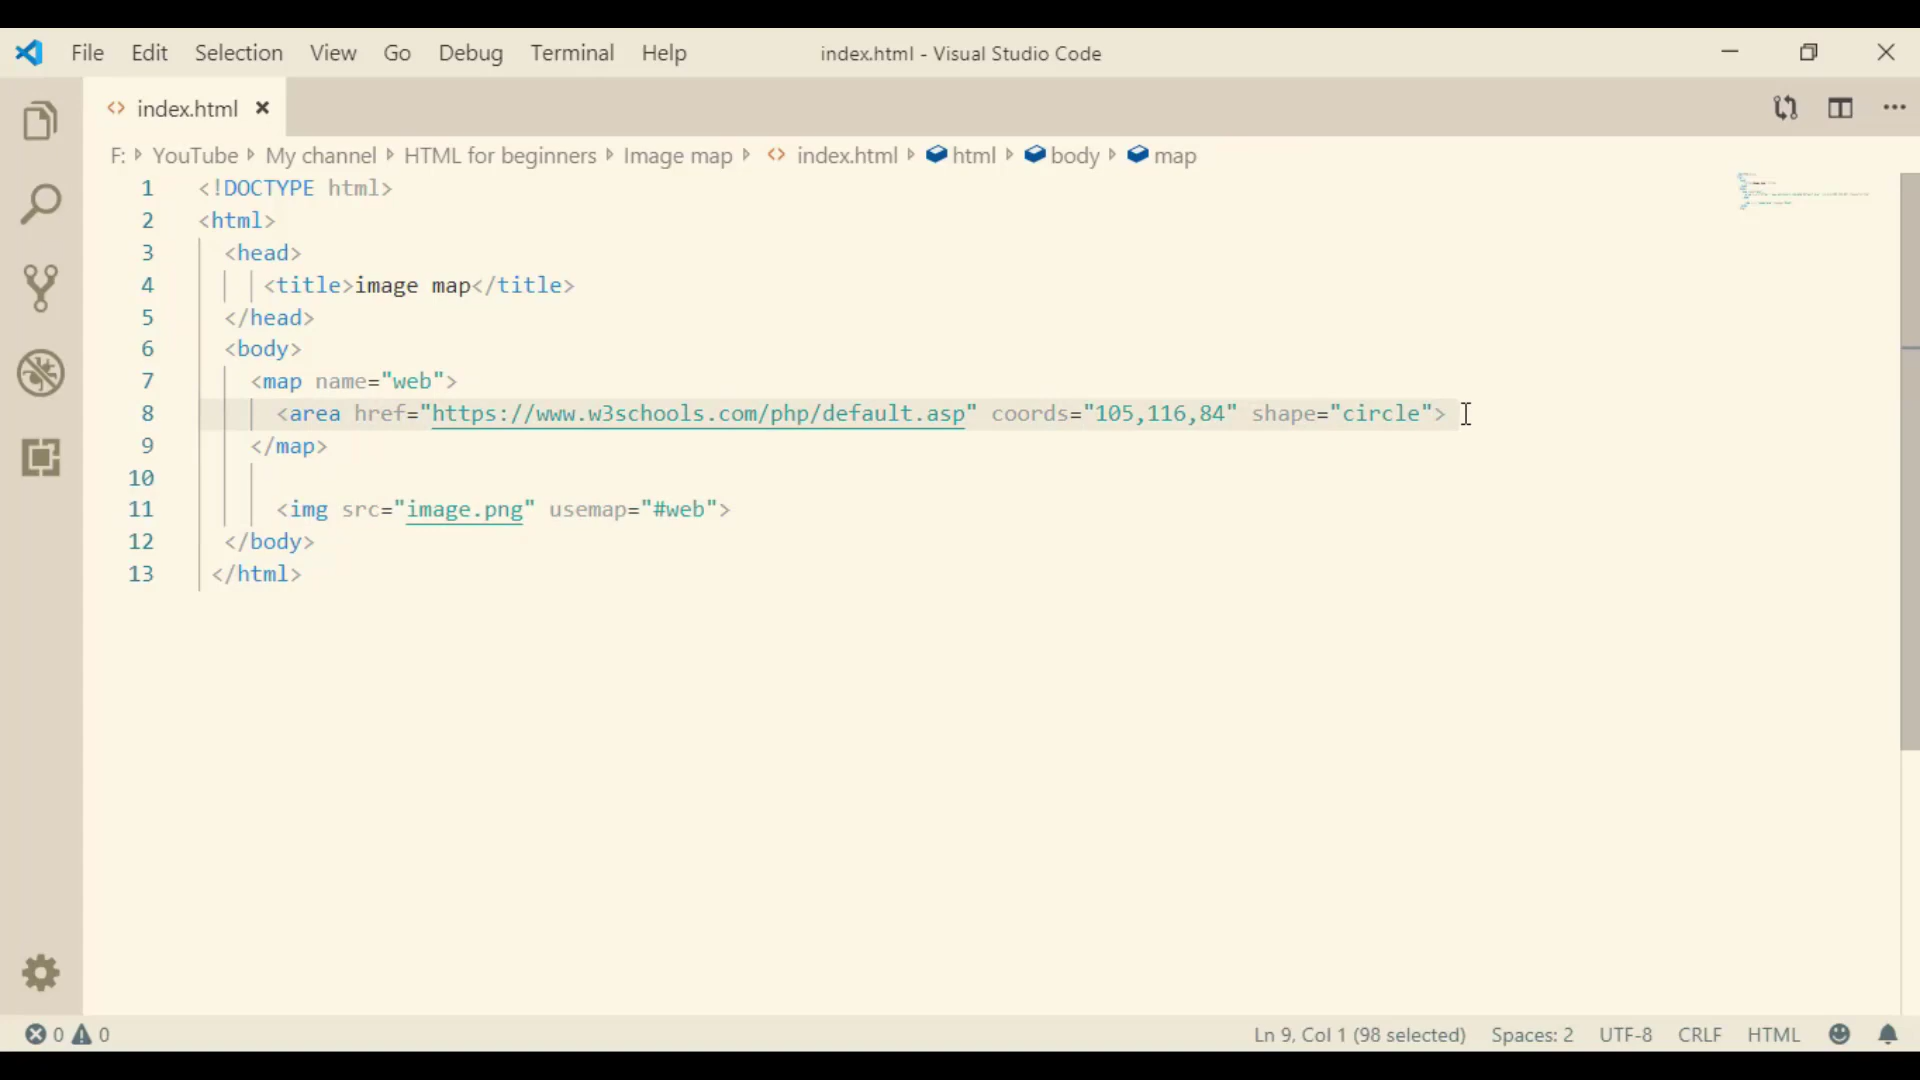 File Edit Selection View Go Debug Terminal Help index.html - Visual Studio Code
index.html
F: YouTube My channel HTML for beginners Image map index.html html body map
1 <!DOCTYPE html>
2 <html>
3 <head>
4 <title>image map</title>
5 </head>
6 <body>
7 <map name="web">
8 <area href="https://www.w3schools.com/php/default.asp" coords="105,116,84" shape="circle">
9 </map>
10
11 <img src="image.png" usemap="#web">
12 </body>
13 </html>
0 0 Ln 9, Col 1 (98 selected) Spaces: 2 UTF-8 CRLF HTML